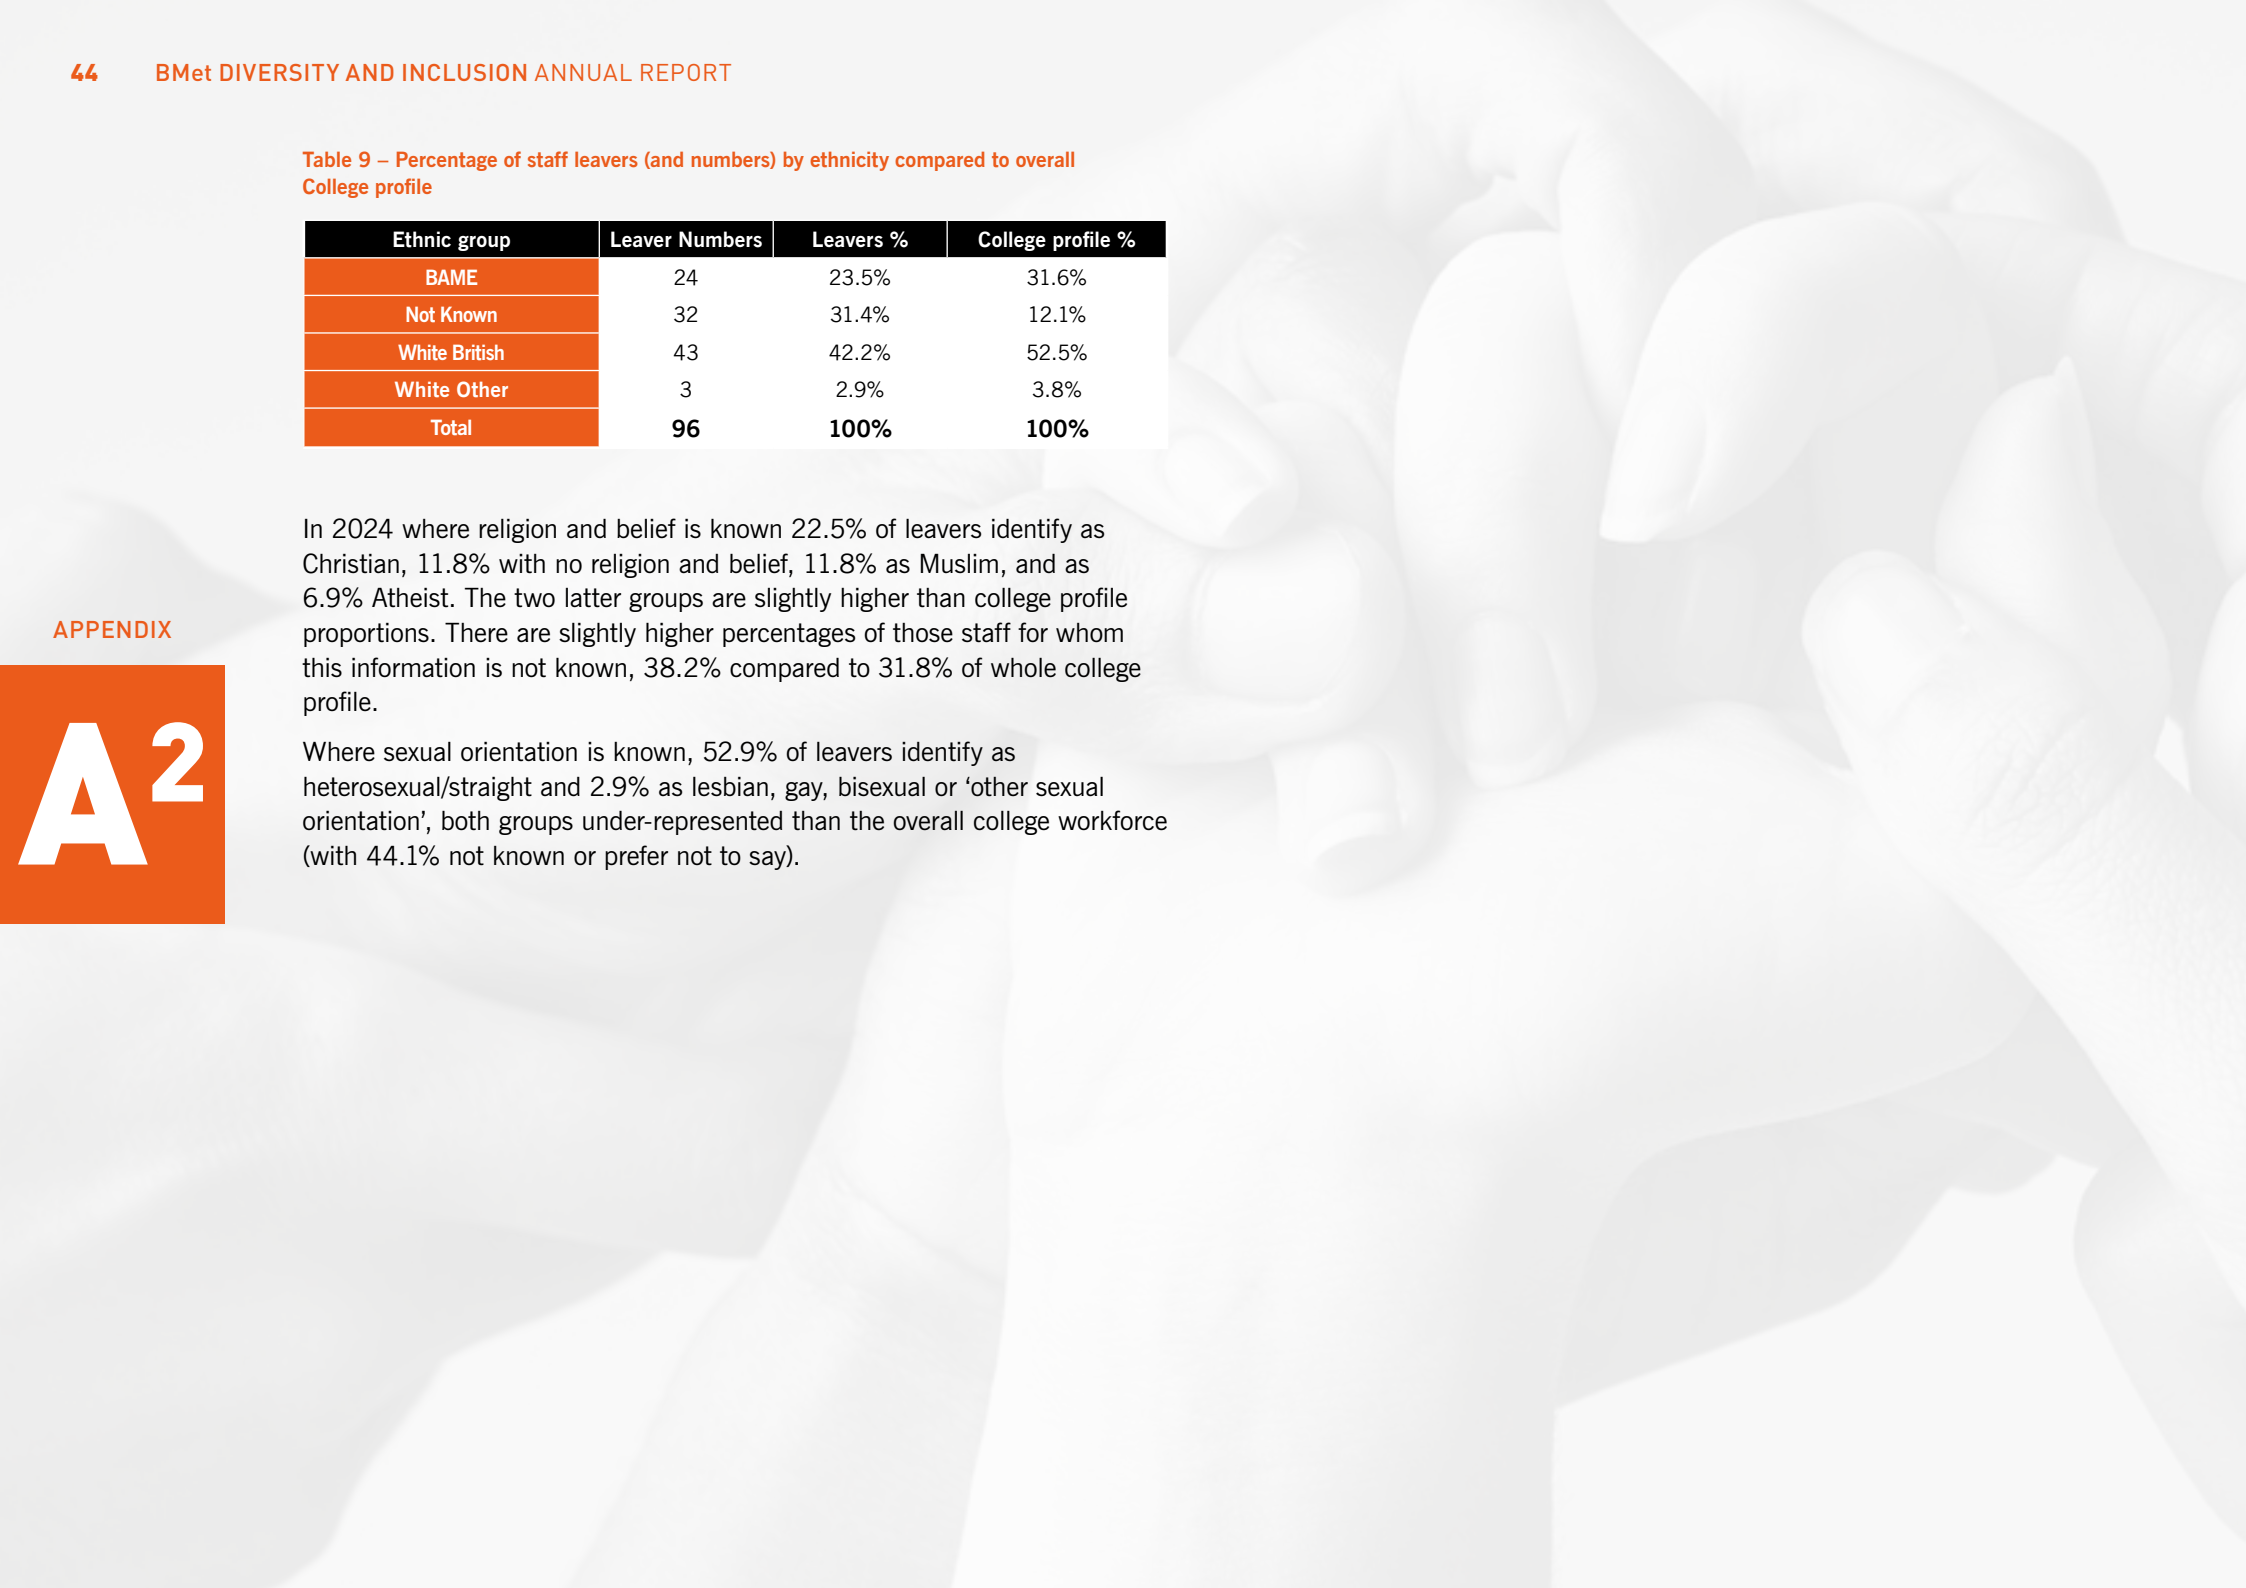 44 BMet DIVERSITY AND INCLUSION ANNUAL REPORT
Table 9 – Percentage of staff leavers (and numbers) by ethnicity compared to overall
College profile
Ethnic group Leaver Numbers Leavers % College profile %
BAME 24 23.5% 31.6%
Not Known 32 31.4% 12.1%
White British 43 42.2% 52.5%
White Other 3 2.9% 3.8%
Total 96 100% 100%
In 2024 where religion and belief is known 22.5% of leavers identify as
Christian, 11.8% with no religion and belief, 11.8% as Muslim, and as
6.9% Atheist. The two latter groups are slightly higher than college profile
proportions. There are slightly higher percentages of those staff for whom
this information is not known, 38.2% compared to 31.8% of whole college
profile.
Where sexual orientation is known, 52.9% of leavers identify as
heterosexual/straight and 2.9% as lesbian, gay, bisexual or ‘other sexual
orientation’, both groups under-represented than the overall college workforce
(with 44.1% not known or prefer not to say).
APPENDIX
A²